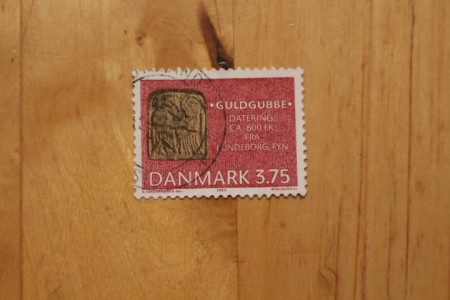 • GULDGUBBE •
DATERING
CA. 600 F.K.
FRA
LUNDEBORG, FYN
DANMARK 3.75